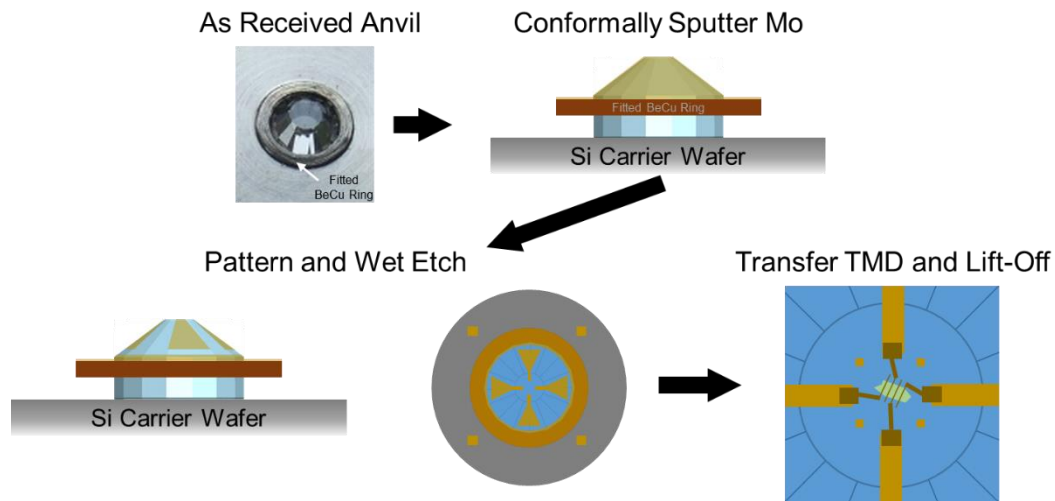 As Received Anvil
Conformally Sputter Mo
Fitted
BeCu Ring
Fitted BeCu Ring
Si Carrier Wafer
Pattern and Wet Etch
Transfer TMD and Lift-Off
Si Carrier Wafer